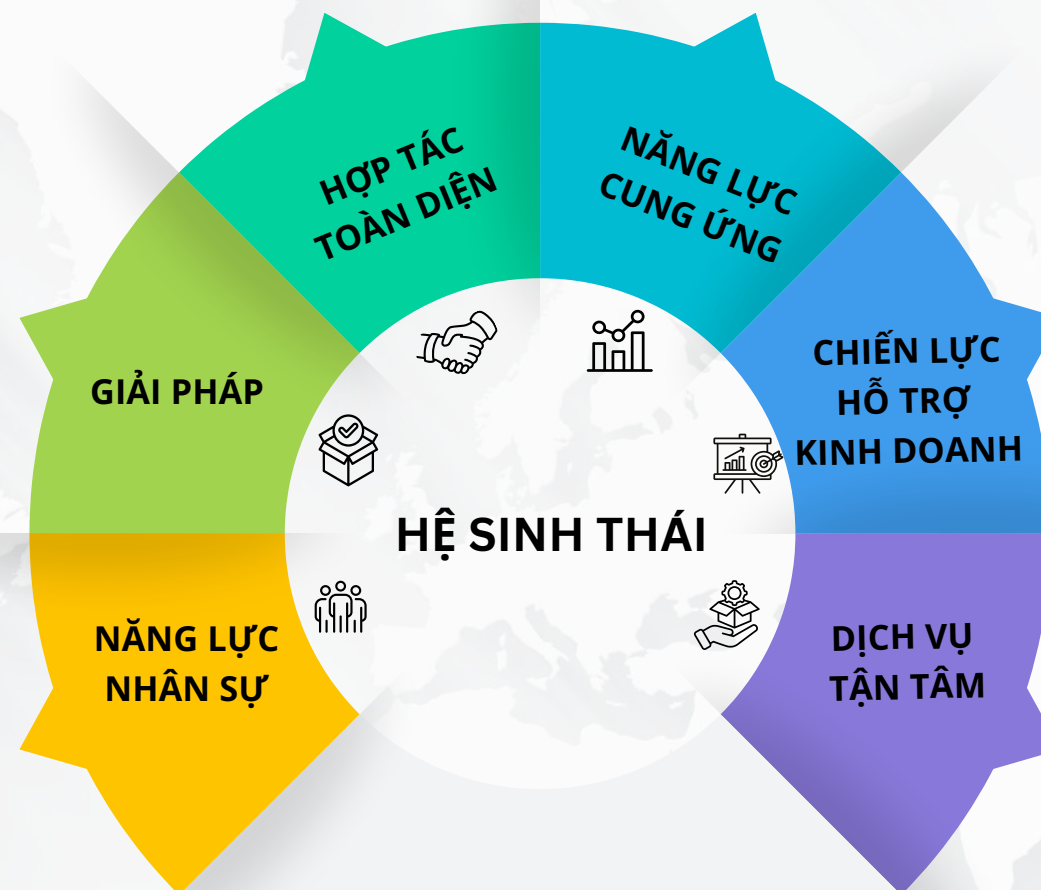 HỢP TÁC
TOÀN DIỆN
NĂNG LỰC
CUNG ỨNG
GIẢI PHÁP
CHIẾN LỰC
HỖ TRỢ
KINH DOANH
HỆ SINH THÁI
NĂNG LỰC
NHÂN SỰ
DỊCH VỤ
TẬN TÂM